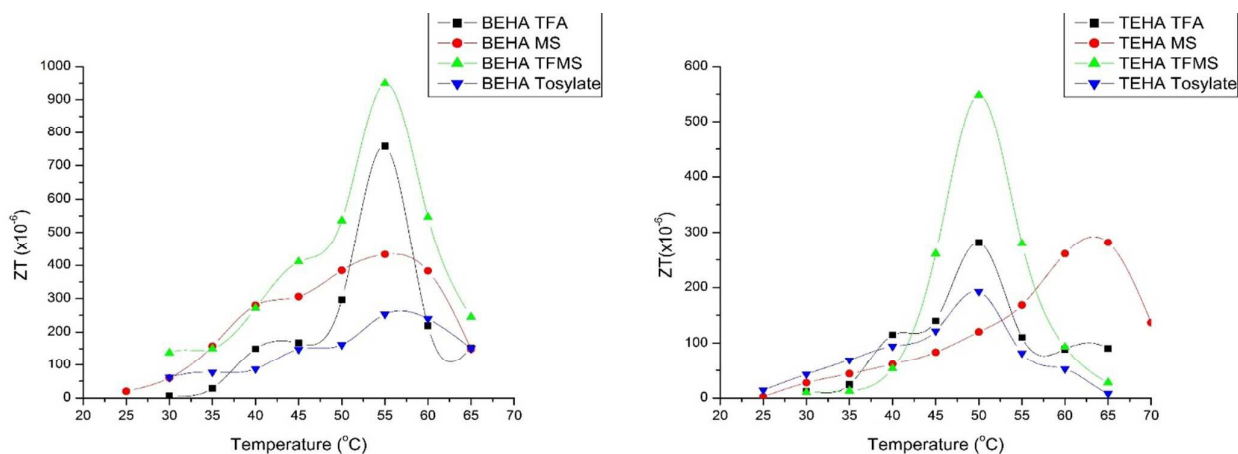 BEHA TFA
BEHA MS
BEHA TFMS
BEHA Tosylate
1000
900
800
700
600
500
400
300
200
100
0
ZT (x10⁻⁶)
20 25 30 35 40 45 50 55 60 65 70
Temperature (°C)
TEHA TFA
TEHA MS
TEHA TFMS
TEHA Tosylate
600
500
400
300
200
100
0
ZT(x10⁻⁶)
20 25 30 35 40 45 50 55 60 65 70
Temperature (°C)